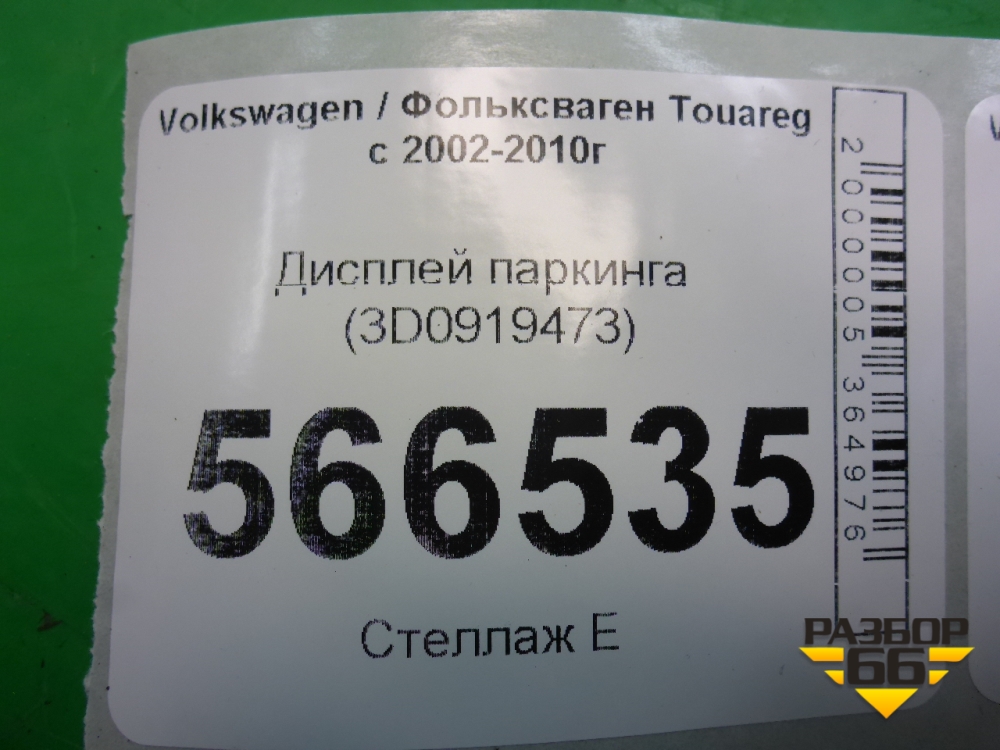 Volkswagen / Фольксваген Touareg
с 2002-2010г
Дисплей паркинга
(3D0919473)
566535
Стеллаж Е
2000005364976
РАЗБОР
66